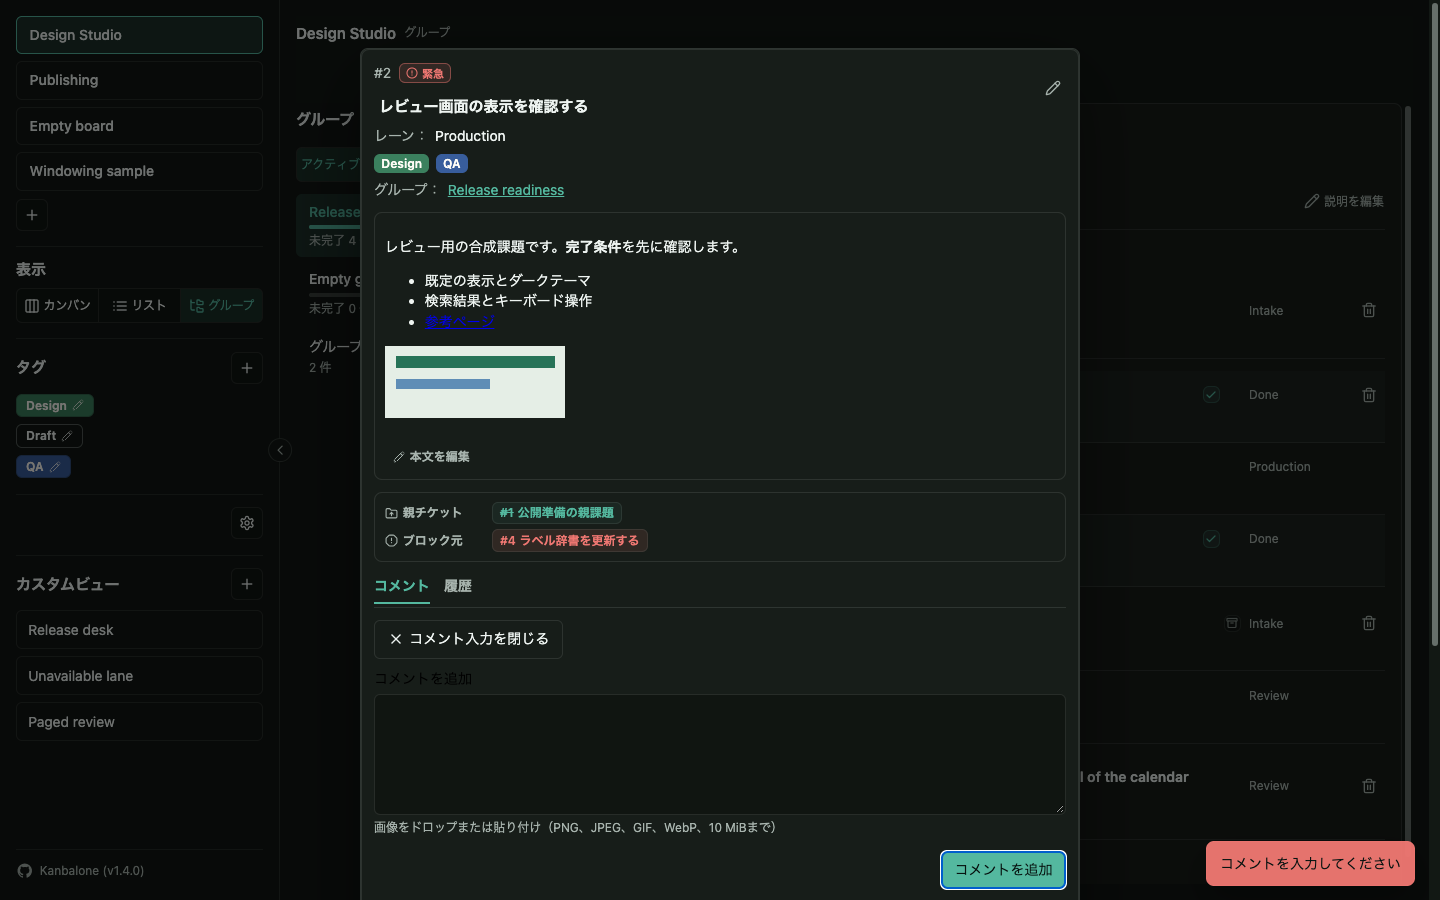 Design Studio
Publishing
Empty board
Windowing sample
表示
カンバン
リスト
グループ
タグ
Design
Draft
QA
カスタムビュー
Release desk
Unavailable lane
Paged review
Kanbalone (v1.4.0)
Design Studio グループ
グループ
アクティブ
Release
未完了 4
Empty g
未完了 0
グループ
2 件
#2 緊急
レビュー画面の表示を確認する
レーン： Production
Design QA
グループ： Release readiness
レビュー用の合成課題です。完了条件を先に確認します。
既定の表示とダークテーマ
検索結果とキーボード操作
参考ページ
本文を編集
親チケット #1 公開準備の親課題
ブロック元 #4 ラベル辞書を更新する
コメント 履歴
コメント入力を閉じる
コメントを追加
画像をドロップまたは貼り付け（PNG、JPEG、GIF、WebP、10 MiBまで）
コメントを追加
説明を編集
Intake
Done
Production
Done
Intake
Review
l of the calendar
Review
コメントを入力してください